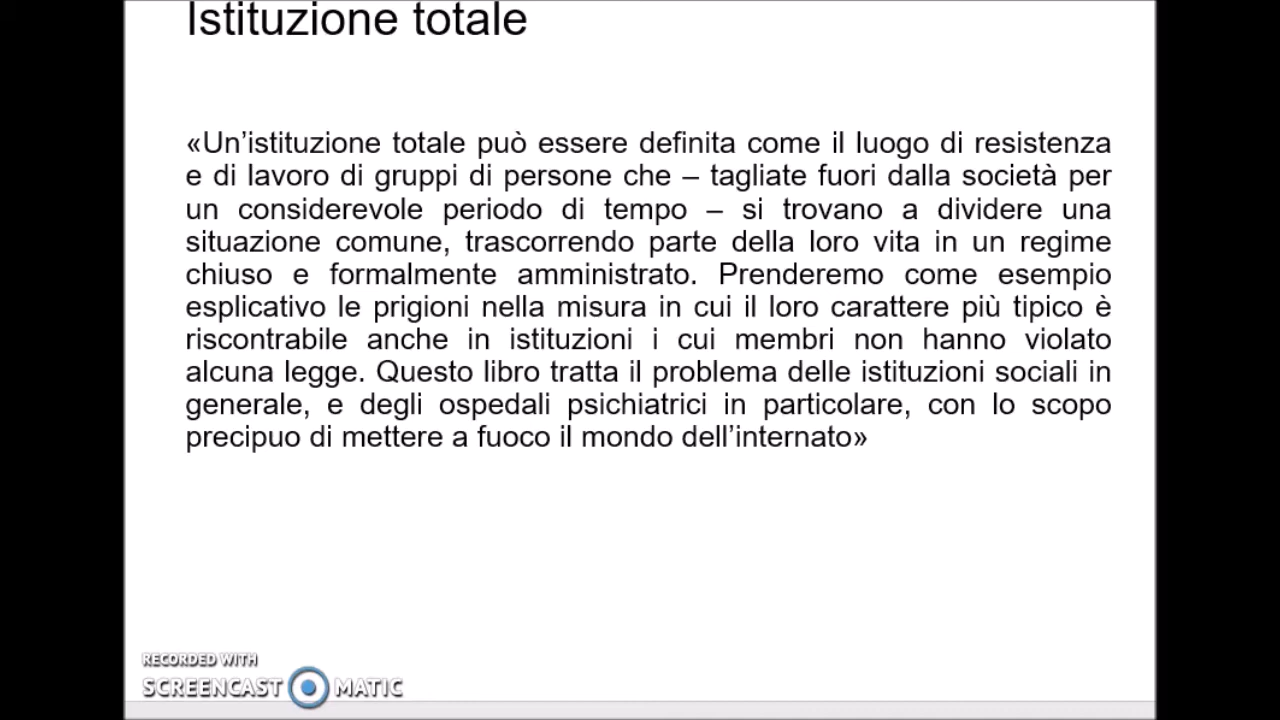 Istituzione totale
«Un’istituzione totale può essere definita come il luogo di resistenza
e di lavoro di gruppi di persone che – tagliate fuori dalla società per
un considerevole periodo di tempo – si trovano a dividere una
situazione comune, trascorrendo parte della loro vita in un regime
chiuso e formalmente amministrato. Prenderemo come esempio
esplicativo le prigioni nella misura in cui il loro carattere più tipico è
riscontrabile anche in istituzioni i cui membri non hanno violato
alcuna legge. Questo libro tratta il problema delle istituzioni sociali in
generale, e degli ospedali psichiatrici in particolare, con lo scopo
precipuo di mettere a fuoco il mondo dell’internato»
RECORDED WITH
SCREENCAST MATIC